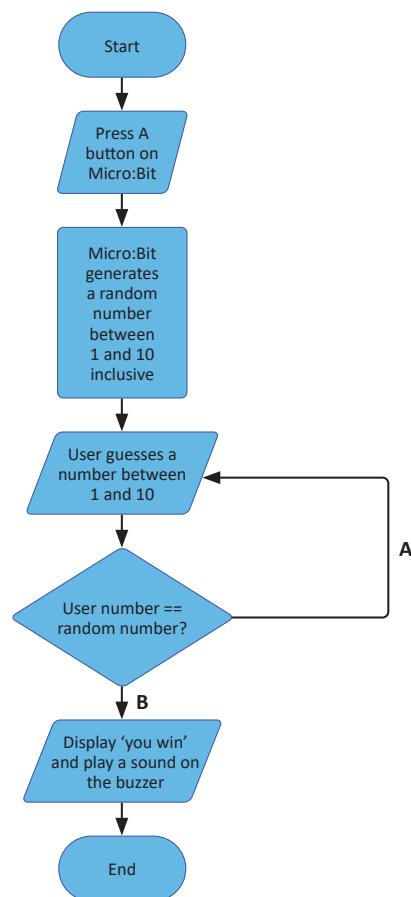 Start
Press A
button on
Micro:Bit
Micro:Bit
generates
a random
number
between
1 and 10
inclusive
User guesses a
number between
1 and 10
A
User number ==
random number?
B
Display ‘you win’
and play a sound on
the buzzer
End